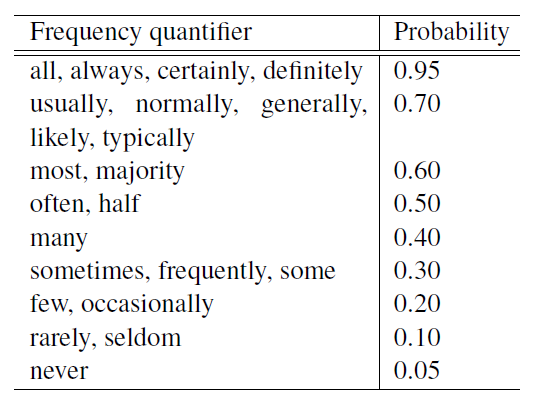 Frequency quantifier Probability
all, always, certainly, definitely 0.95
usually, normally, generally, 0.70
likely, typically
most, majority 0.60
often, half 0.50
many 0.40
sometimes, frequently, some 0.30
few, occasionally 0.20
rarely, seldom 0.10
never 0.05